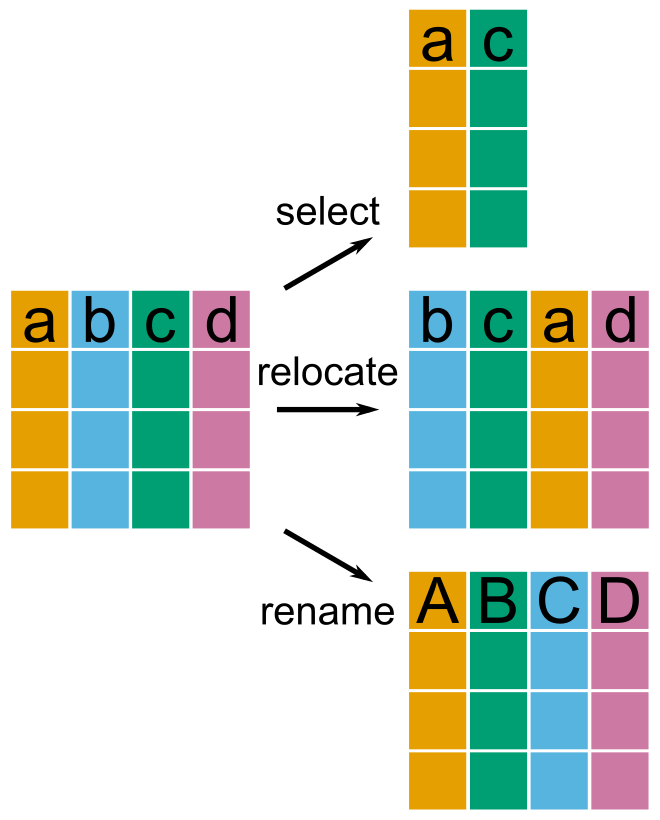 a c
select
a b c d
relocate
b c a d
rename
A B C D